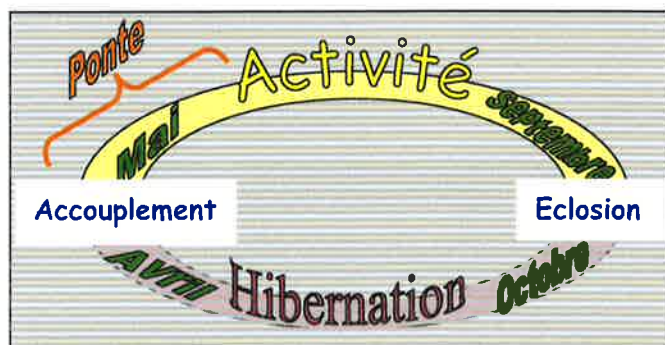 Ponte
Activité
Mai
Septembre
Accouplement
Eclosion
Avril
Hibernation
Octobre